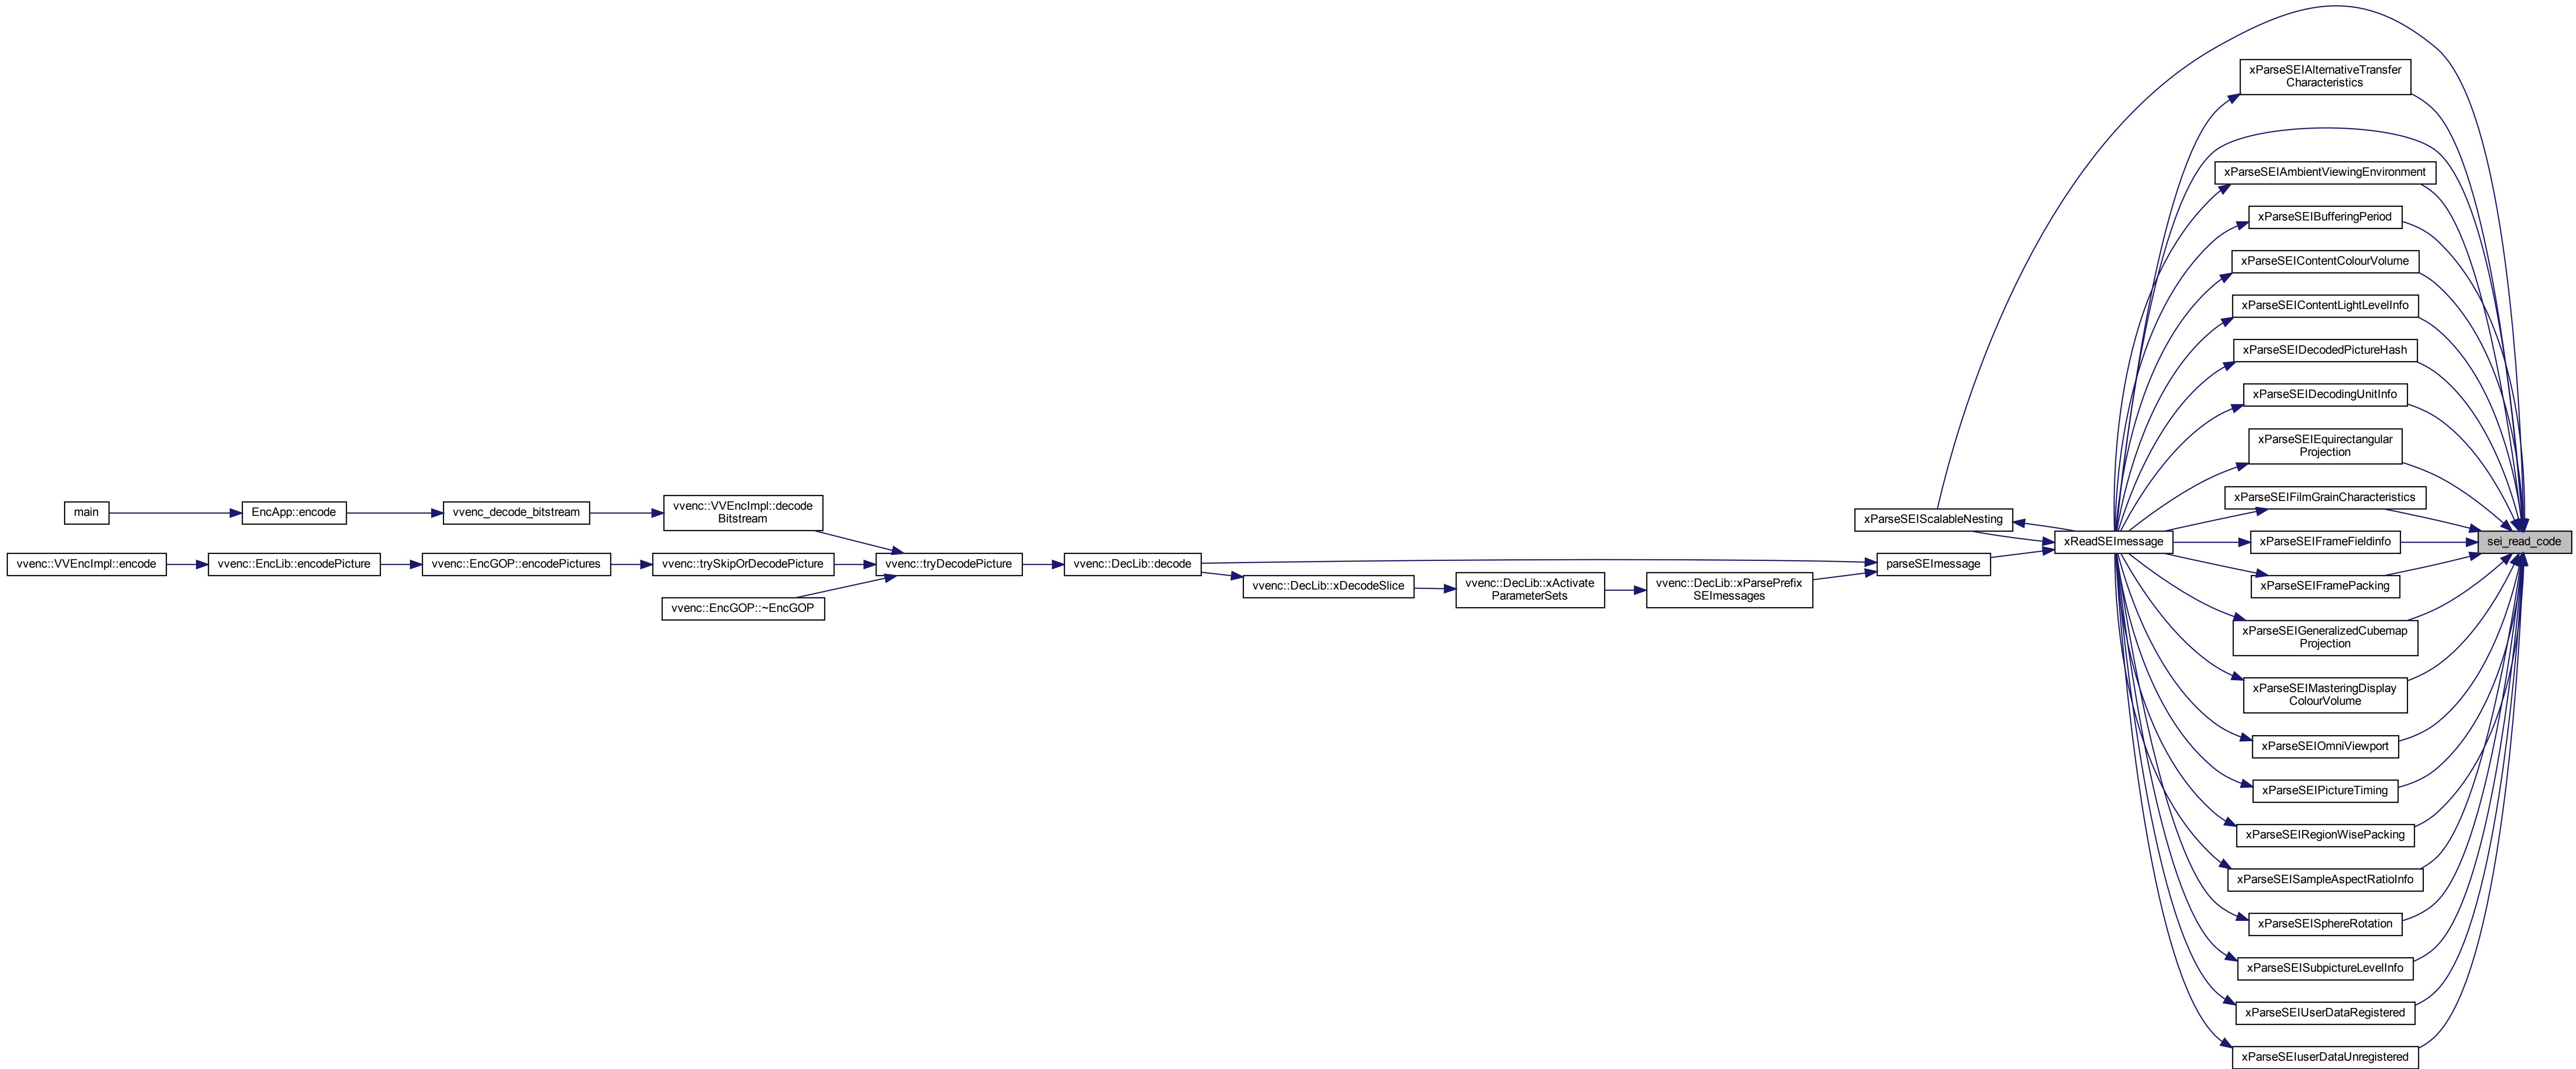 main
vvenc::VVEncImpl::encode
EncApp::encode
vvenc::EncLib::encodePicture
vvenc_decode_bitstream
vvenc::EncGOP::encodePictures
vvenc::VVEncImpl::decode
Bitstream
vvenc::trySkipOrDecodePicture
vvenc::EncGOP::~EncGOP
vvenc::tryDecodePicture
vvenc::DecLib::decode
vvenc::DecLib::xDecodeSlice
vvenc::DecLib::xActivate
ParameterSets
vvenc::DecLib::xParsePrefix
SEImessages
xParseSEIScalableNesting
parseSEImessage
xReadSEImessage
xParseSEIAlternativeTransfer
Characteristics
xParseSEIAmbientViewingEnvironment
xParseSEIBufferingPeriod
xParseSEIContentColourVolume
xParseSEIContentLightLevelInfo
xParseSEIDecodedPictureHash
xParseSEIDecodingUnitInfo
xParseSEIEquirectangular
Projection
xParseSEIFilmGrainCharacteristics
xParseSEIFrameFieldinfo
xParseSEIFramePacking
xParseSEIGeneralizedCubemap
Projection
xParseSEIMasteringDisplay
ColourVolume
xParseSEIOmniViewport
xParseSEIPictureTiming
xParseSEIRegionWisePacking
xParseSEISampleAspectRatioInfo
xParseSEISphereRotation
xParseSEISubpictureLevelInfo
xParseSEIUserDataRegistered
xParseSEIuserDataUnregistered
sei_read_code